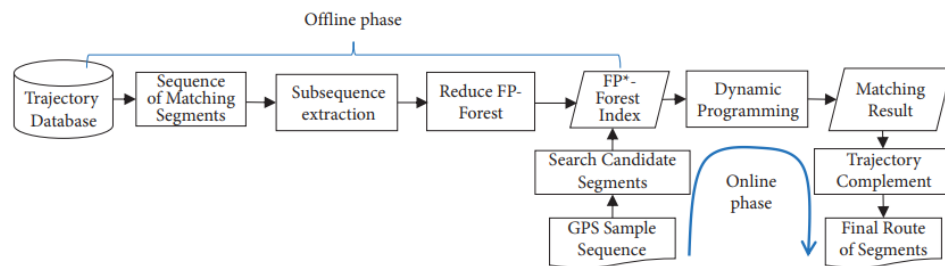 Offline phase
Trajectory
Database
Sequence
of Matching
Segments
Subsequence
extraction
Reduce FP-
Forest
FP*-
Forest
Index
Dynamic
Programming
Matching
Result
Search Candidate
Segments
GPS Sample
Sequence
Online
phase
Trajectory
Complement
Final Route
of Segments